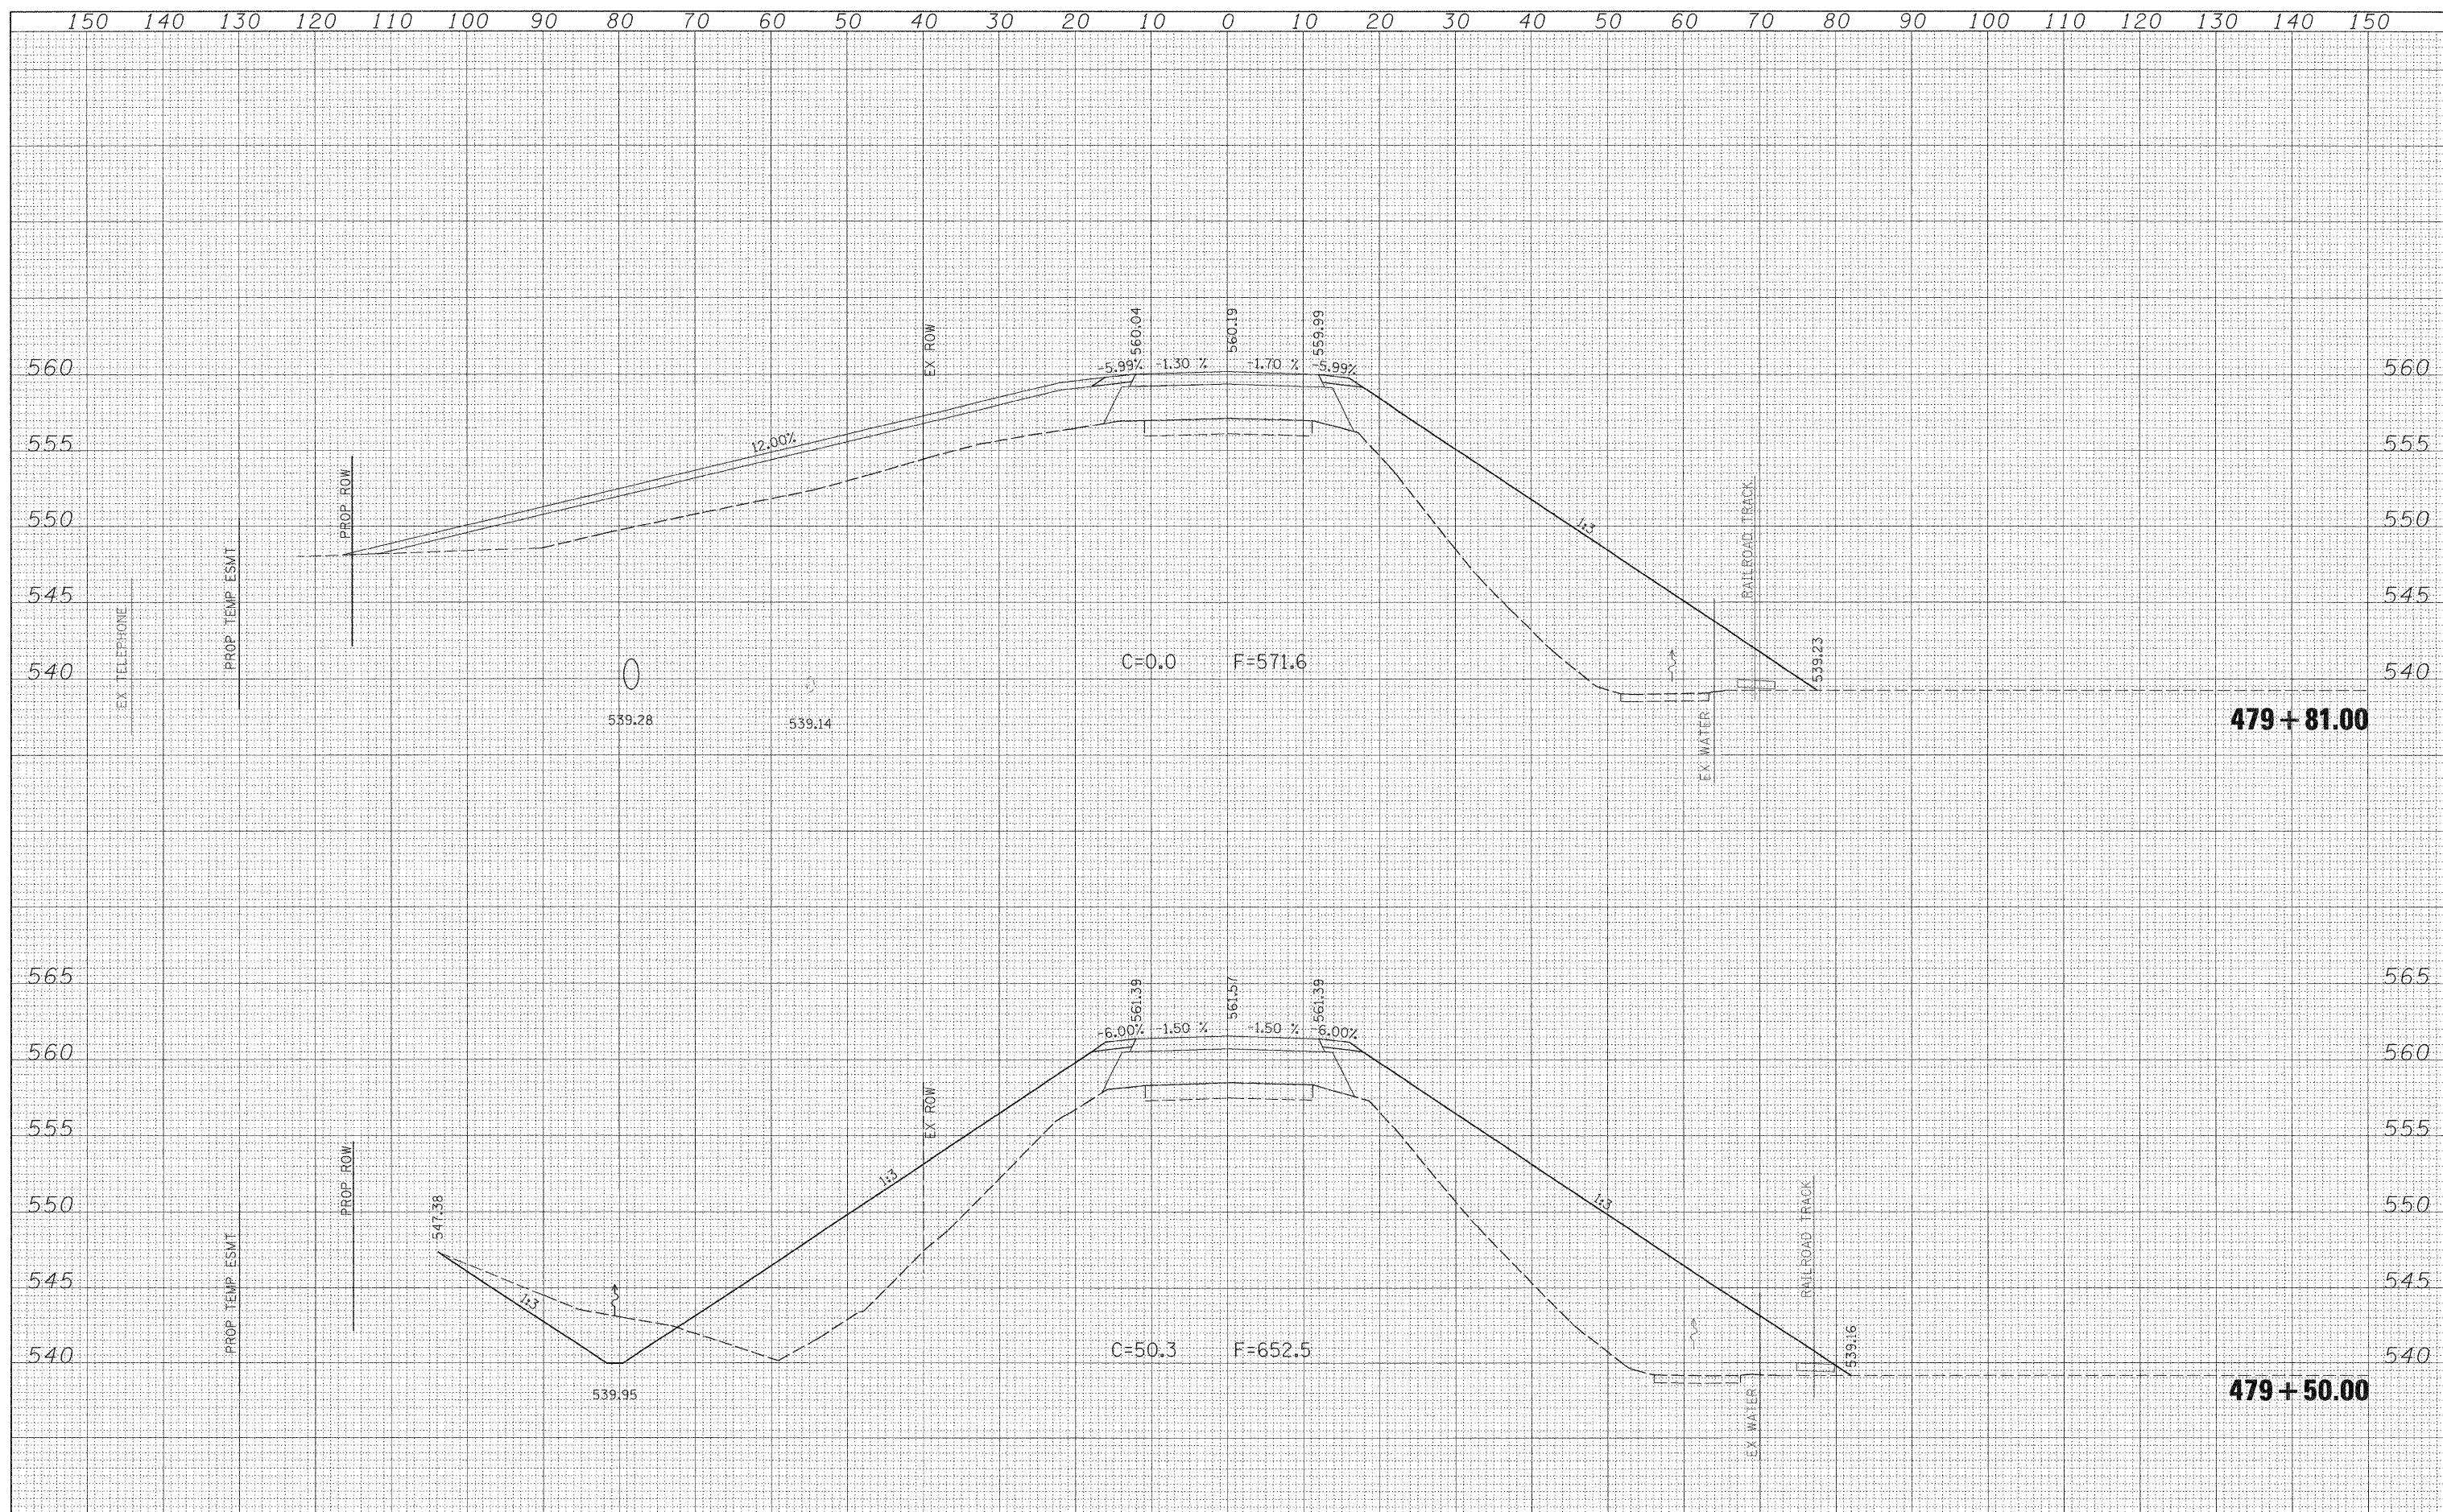 150 140 130 120 110 100 90 80 70 60 50 40 30 20 10 0 10 20 30 40 50 60 70 80 90 100 110 120 130 140 150
560.04
560.19
559.99
EX ROW
560 -5.99% -1.30 % -1.70 % -5.99% 560
12.00%
555 555
PROP ROW
550 1:3 550
RAILROAD TRACK
PROP TEMP ESMT
545 545
EX TELEPHONE
C=0.0 F=571.6
539.23
540 540
539.28 539.14
EX WATER
479+81.00
565 565
561.39
561.57
561.39
-6.00% -1.50 % -1.50 % -6.00%
560 560
EX ROW
555 555
PROP ROW
1:3
547.38
550 1:3 550
RAILROAD TRACK
PROP TEMP ESMT
545 545
1:3
C=50.3 F=652.5
539.16
540 540
539.95
479+50.00
EX WATER